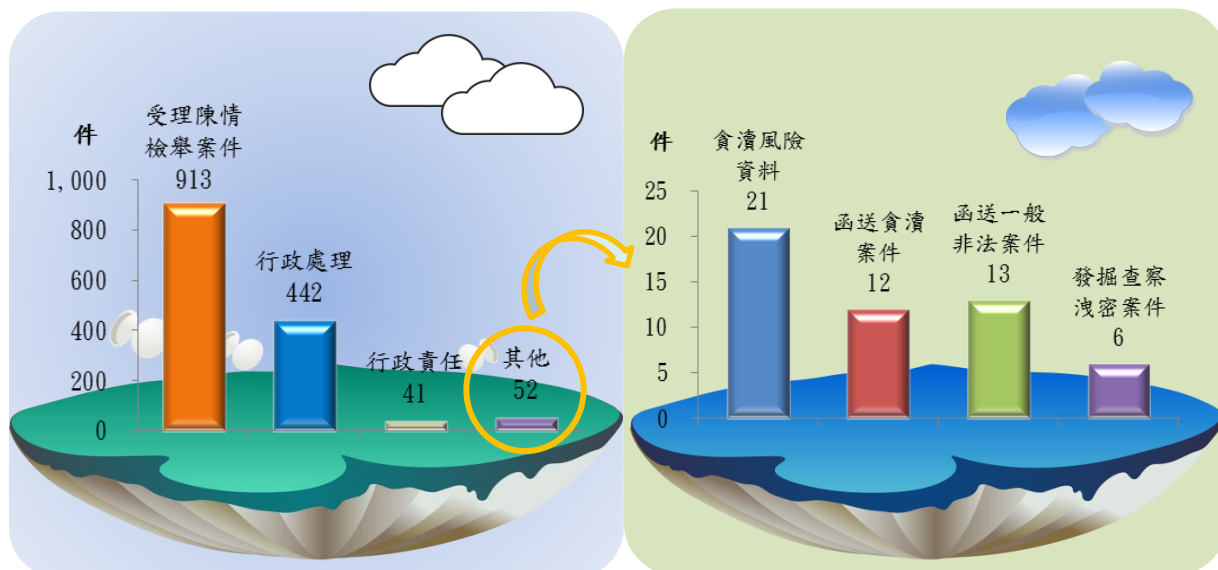 件
受理陳情
檢舉案件
913
行政處理
442
行政責任
41
其他
52
1,000
800
600
400
200
0
件
貪瀆風險
資料
21
函送貪瀆
案件
12
函送一般
非法案件
13
發掘查察
洩密案件
6
25
20
15
10
5
0